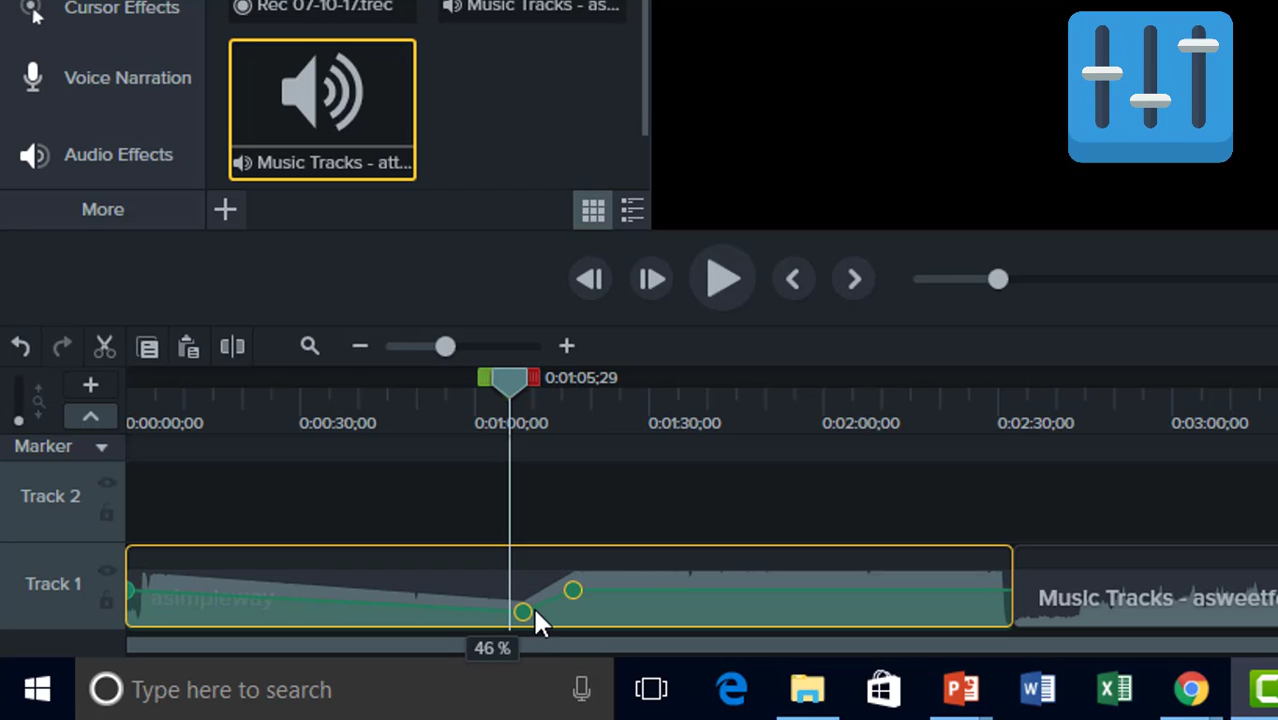 Cursor Effects
Rec 07-10-17.trec
Music Tracks - as...
Voice Narration
Audio Effects
Music Tracks - att...
More
0:01:05;29
0:00:00;00
0:00:30;00
0:01:00;00
0:01:30;00
0:02:00;00
0:02:30;00
0:03:00;00
Marker
Track 2
Track 1
asimpleway
Music Tracks - asweetf
46 %
Type here to search